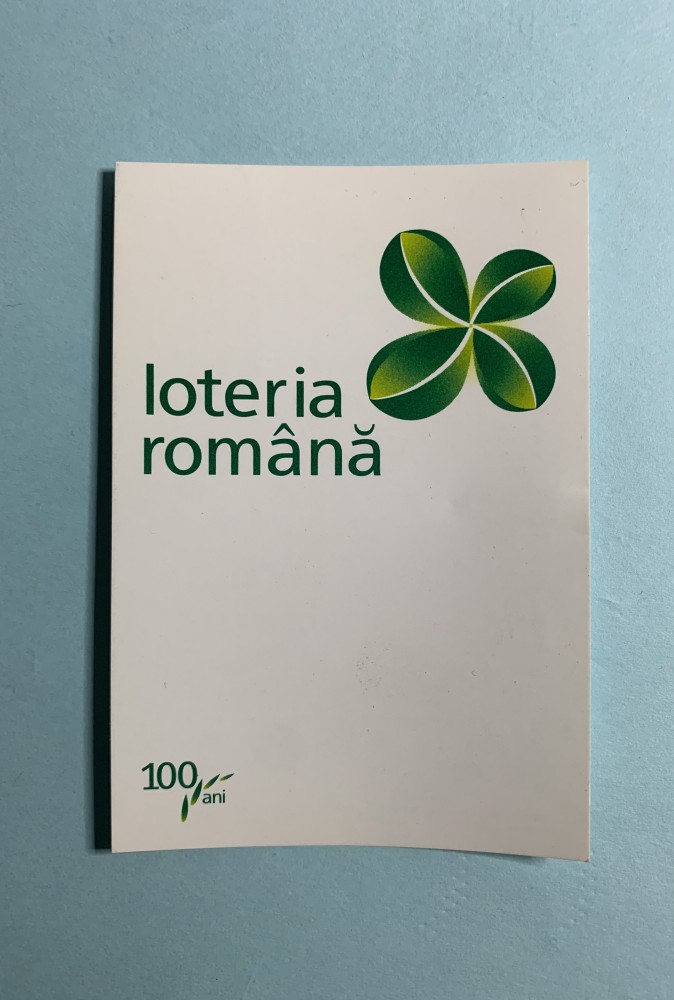 loteria
română
100
ani